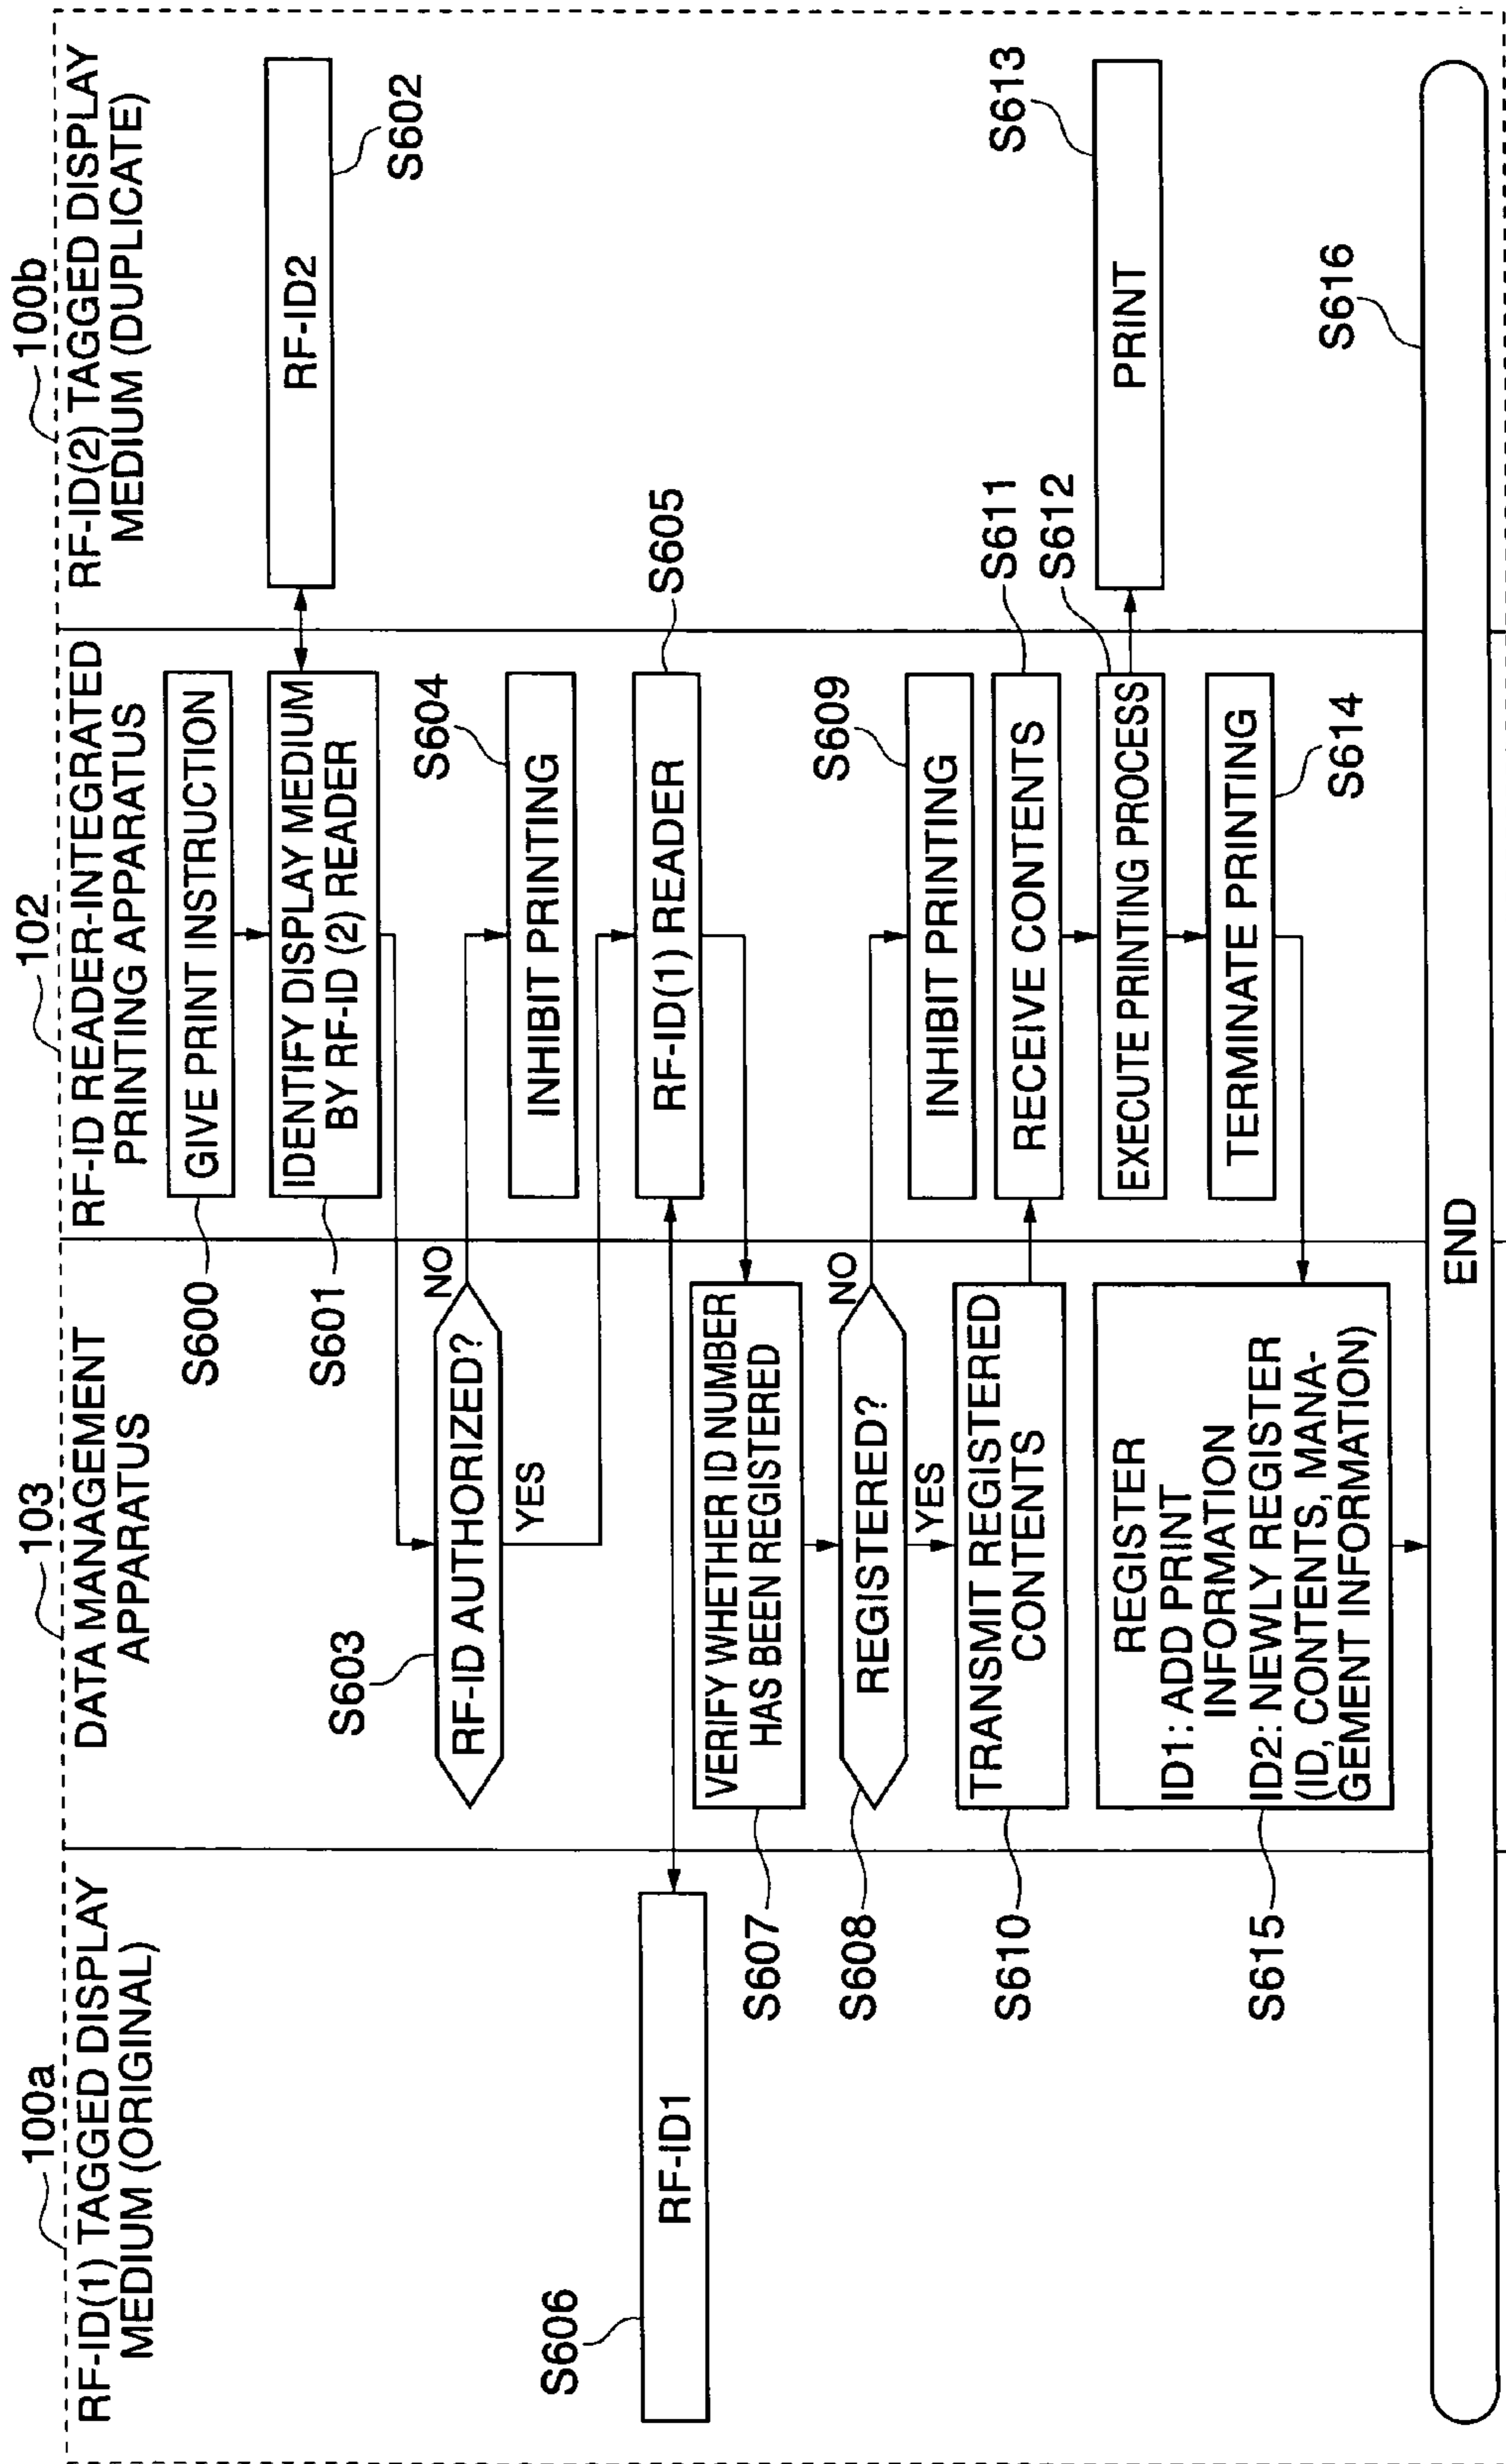 100a
RF-ID(1) TAGGED DISPLAY
MEDIUM (ORIGINAL)
103
DATA MANAGEMENT
APPARATUS
102
RF-ID READER-INTEGRATED
PRINTING APPARATUS
100b
RF-ID(2) TAGGED DISPLAY
MEDIUM (DUPLICATE)
S600
GIVE PRINT INSTRUCTION
S601
IDENTIFY DISPLAY MEDIUM
BY RF-ID (2) READER
RF-ID2
S602
S603
RF-ID AUTHORIZED?
NO
YES
S604
INHIBIT PRINTING
S606
RF-ID1
RF-ID(1) READER
S605
S607
VERIFY WHETHER ID NUMBER
HAS BEEN REGISTERED
S608
REGISTERED?
NO
YES
S609
INHIBIT PRINTING
S610
TRANSMIT REGISTERED
CONTENTS
RECEIVE CONTENTS
S611
EXECUTE PRINTING PROCESS
S612
PRINT
S613
TERMINATE PRINTING
S614
S615
REGISTER
ID1: ADD PRINT
INFORMATION
ID2: NEWLY REGISTER
(ID, CONTENTS, MANA-
GEMENT INFORMATION)
END
S616